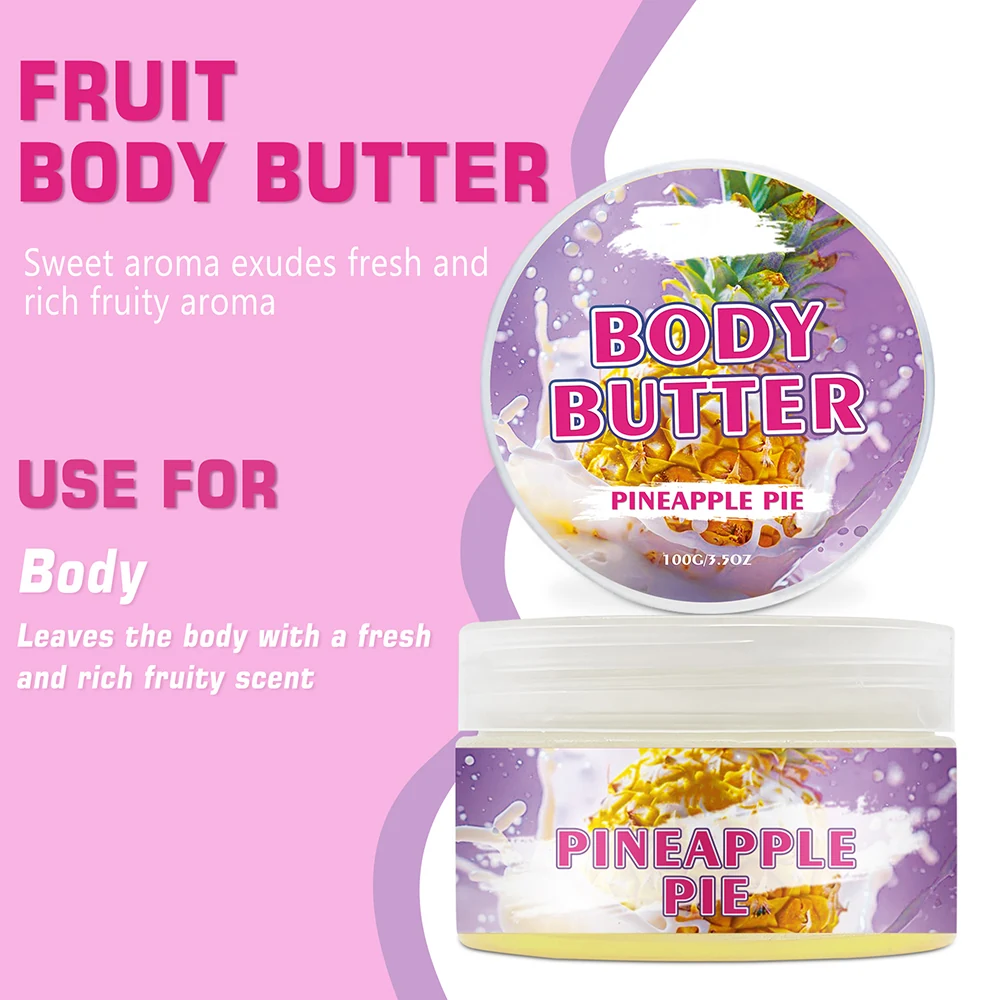 FRUIT
BODY BUTTER
Sweet aroma exudes fresh and
rich fruity aroma
USE FOR
Body
Leaves the body with a fresh
and rich fruity scent
BODY
BUTTER
PINEAPPLE PIE
100G/3.5OZ
PINEAPPLE
PIE